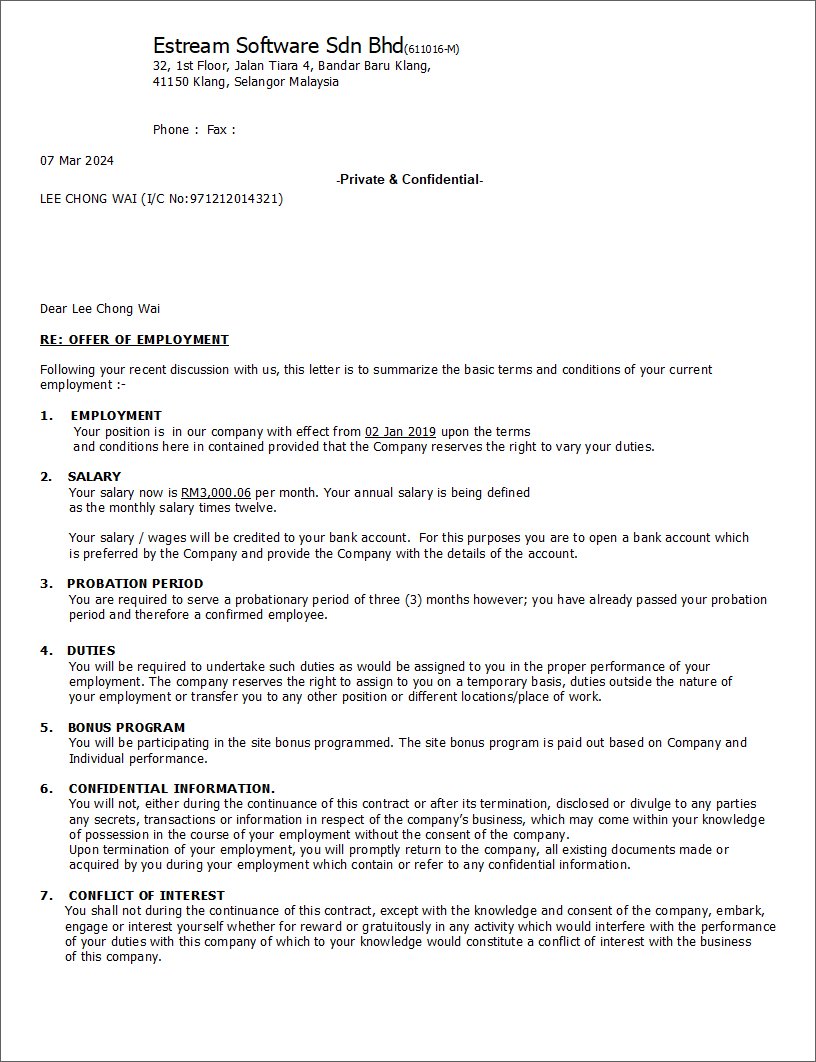 Estream Software Sdn Bhd(611016-M)
32, 1st Floor, Jalan Tiara 4, Bandar Baru Klang,
41150 Klang, Selangor Malaysia
Phone :  Fax :
07 Mar 2024
-Private & Confidential-
LEE CHONG WAI (I/C No:971212014321)
Dear Lee Chong Wai
RE: OFFER OF EMPLOYMENT
Following your recent discussion with us, this letter is to summarize the basic terms and conditions of your current
employment :-
1. EMPLOYMENT
Your position is  in our company with effect from 02 Jan 2019 upon the terms
and conditions here in contained provided that the Company reserves the right to vary your duties.
2. SALARY
Your salary now is RM3,000.06 per month. Your annual salary is being defined
as the monthly salary times twelve.
Your salary / wages will be credited to your bank account.  For this purposes you are to open a bank account which
is preferred by the Company and provide the Company with the details of the account.
3. PROBATION PERIOD
You are required to serve a probationary period of three (3) months however; you have already passed your probation
period and therefore a confirmed employee.
4. DUTIES
You will be required to undertake such duties as would be assigned to you in the proper performance of your
employment. The company reserves the right to assign to you on a temporary basis, duties outside the nature of
your employment or transfer you to any other position or different locations/place of work.
5. BONUS PROGRAM
You will be participating in the site bonus programmed. The site bonus program is paid out based on Company and
Individual performance.
6. CONFIDENTIAL INFORMATION.
You will not, either during the continuance of this contract or after its termination, disclosed or divulge to any parties
any secrets, transactions or information in respect of the company's business, which may come within your knowledge
of possession in the course of your employment without the consent of the company.
Upon termination of your employment, you will promptly return to the company, all existing documents made or
acquired by you during your employment which contain or refer to any confidential information.
7. CONFLICT OF INTEREST
You shall not during the continuance of this contract, except with the knowledge and consent of the company, embark,
engage or interest yourself whether for reward or gratuitously in any activity which would interfere with the performance
of your duties with this company of which to your knowledge would constitute a conflict of interest with the business
of this company.